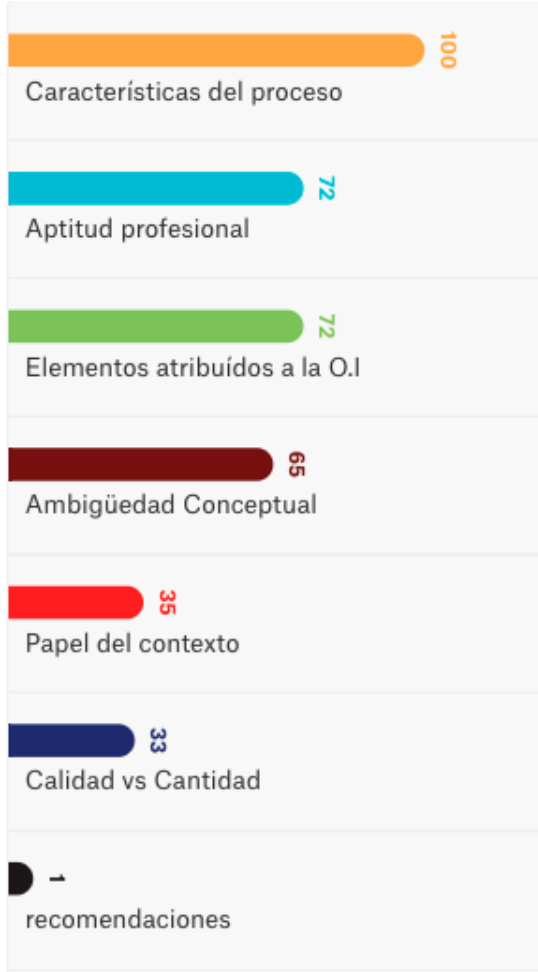 100
Características del proceso
72
Aptitud profesional
72
Elementos atribuídos a la O.I
65
Ambigüedad Conceptual
35
Papel del contexto
33
Calidad vs Cantidad
1
recomendaciones